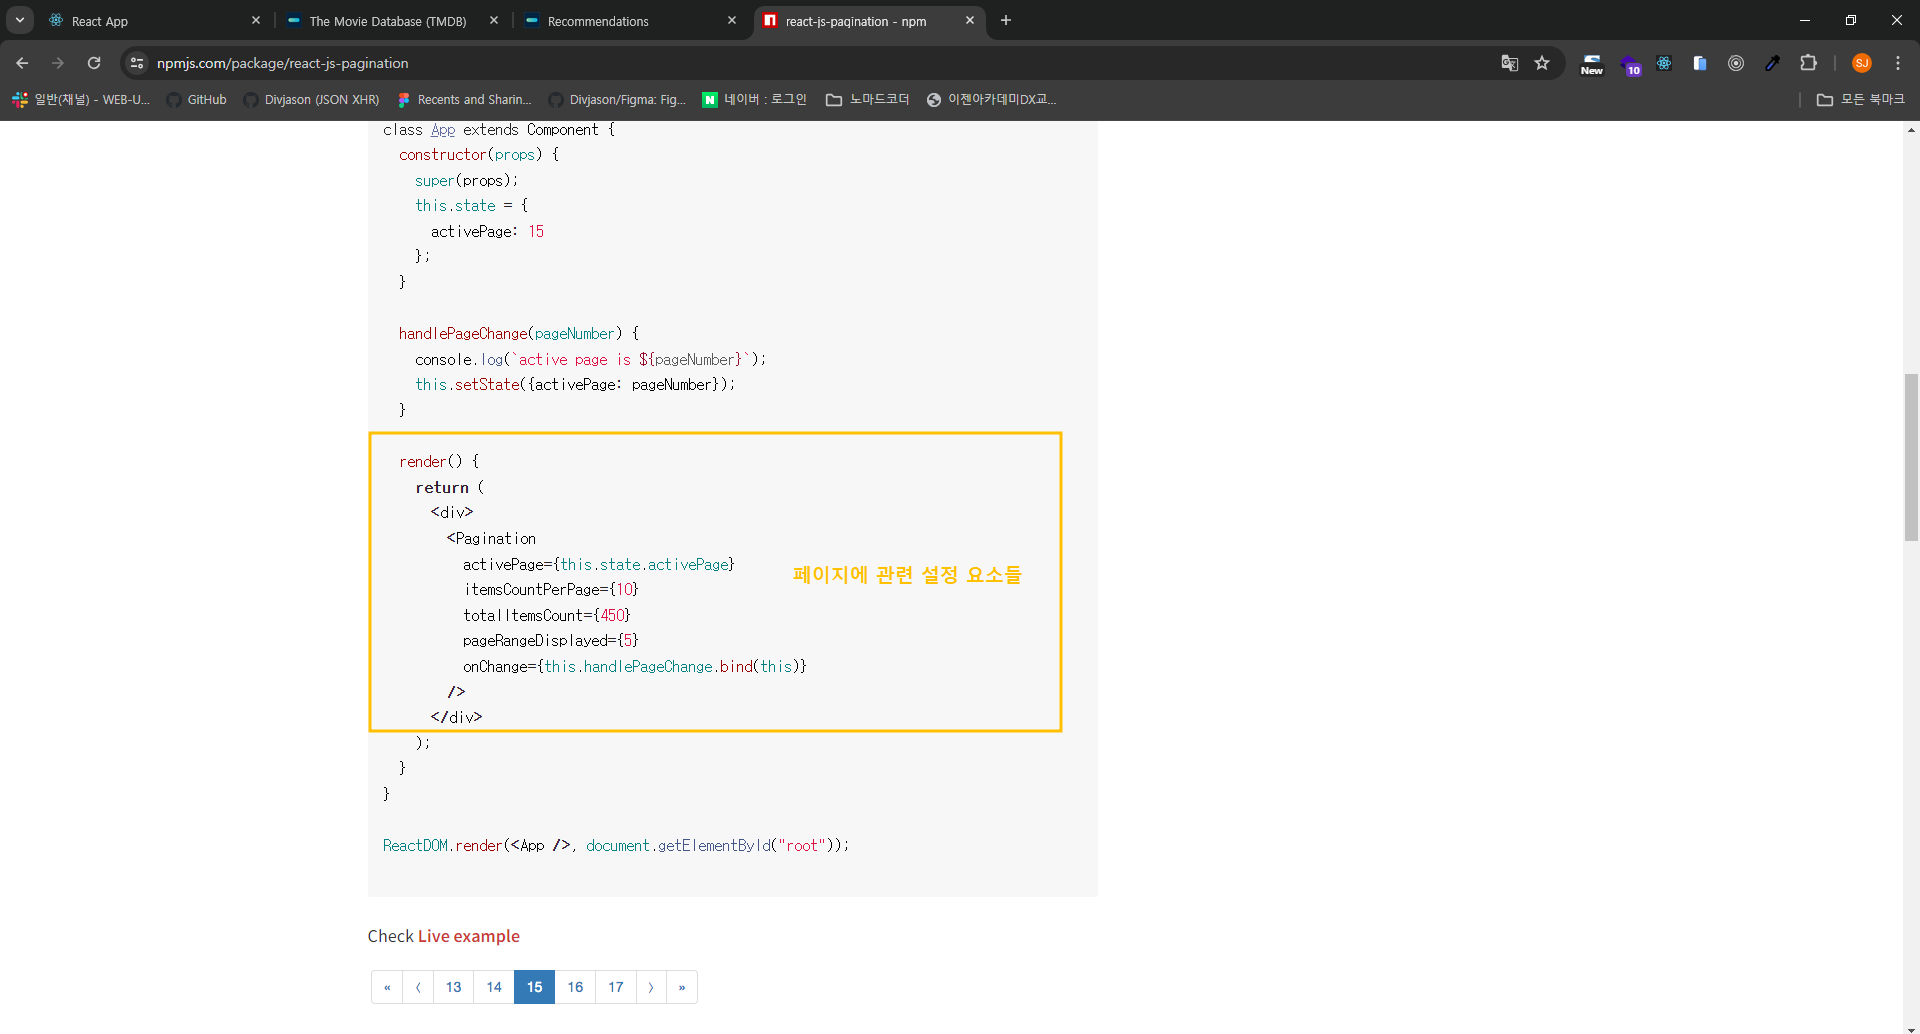 React App
The Movie Database (TMDB)
Recommendations
react-js-pagination - npm
npmjs.com/package/react-js-pagination
New
10
SJ
일반(채널) - WEB-U...
GitHub
Divjason (JSON XHR)
Recents and Sharin...
Divjason/Figma: Fig...
N 네이버 : 로그인
노마드코더
이젠아카데미DX교...
모든 북마크
class App extends Component {
constructor(props) {
super(props);
this.state = {
activePage: 15
};
}
handlePageChange(pageNumber) {
console.log(`active page is ${pageNumber}`);
this.setState({activePage: pageNumber});
}
render() {
return (
<div>
<Pagination
activePage={this.state.activePage}
페이지에 관련 설정 요소들
itemsCountPerPage={10}
totalItemsCount={450}
pageRangeDisplayed={5}
onChange={this.handlePageChange.bind(this)}
/>
</div>
);
}
}
ReactDOM.render(<App />, document.getElementById("root"));
Check Live example
« ⟨ 13 14 15 16 17 ⟩ »